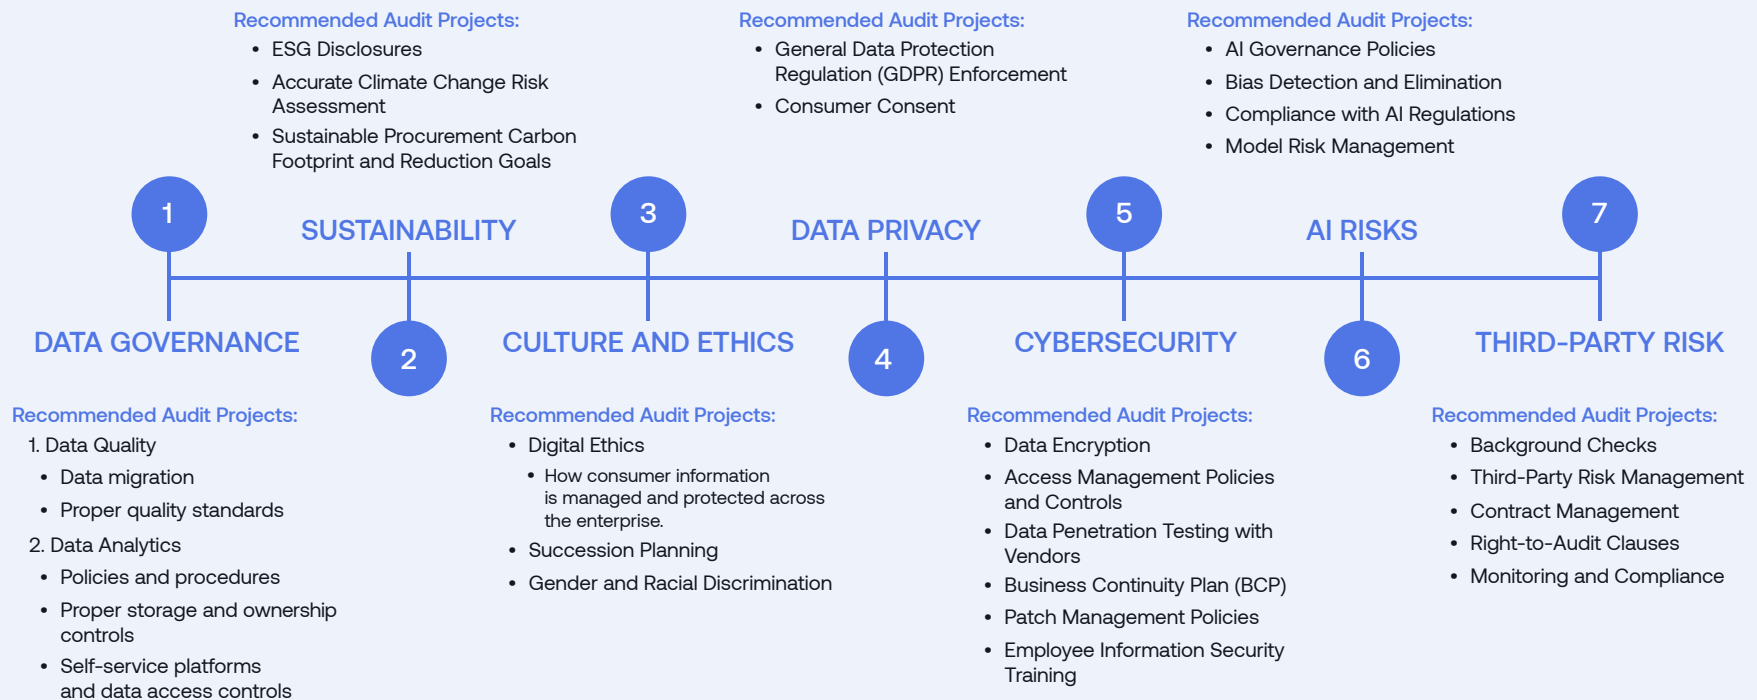 1
DATA GOVERNANCE
Recommended Audit Projects:
1. Data Quality
• Data migration
• Proper quality standards
2. Data Analytics
• Policies and procedures
• Proper storage and ownership
controls
• Self-service platforms
and data access controls
Recommended Audit Projects:
• ESG Disclosures
• Accurate Climate Change Risk
Assessment
• Sustainable Procurement Carbon
Footprint and Reduction Goals
SUSTAINABILITY
2
3
CULTURE AND ETHICS
Recommended Audit Projects:
• Digital Ethics
• How consumer information
is managed and protected across
the enterprise.
• Succession Planning
• Gender and Racial Discrimination
Recommended Audit Projects:
• General Data Protection
Regulation (GDPR) Enforcement
• Consumer Consent
DATA PRIVACY
4
5
CYBERSECURITY
Recommended Audit Projects:
• Data Encryption
• Access Management Policies
and Controls
• Data Penetration Testing with
Vendors
• Business Continuity Plan (BCP)
• Patch Management Policies
• Employee Information Security
Training
Recommended Audit Projects:
• AI Governance Policies
• Bias Detection and Elimination
• Compliance with AI Regulations
• Model Risk Management
AI RISKS
6
7
THIRD-PARTY RISK
Recommended Audit Projects:
• Background Checks
• Third-Party Risk Management
• Contract Management
• Right-to-Audit Clauses
• Monitoring and Compliance